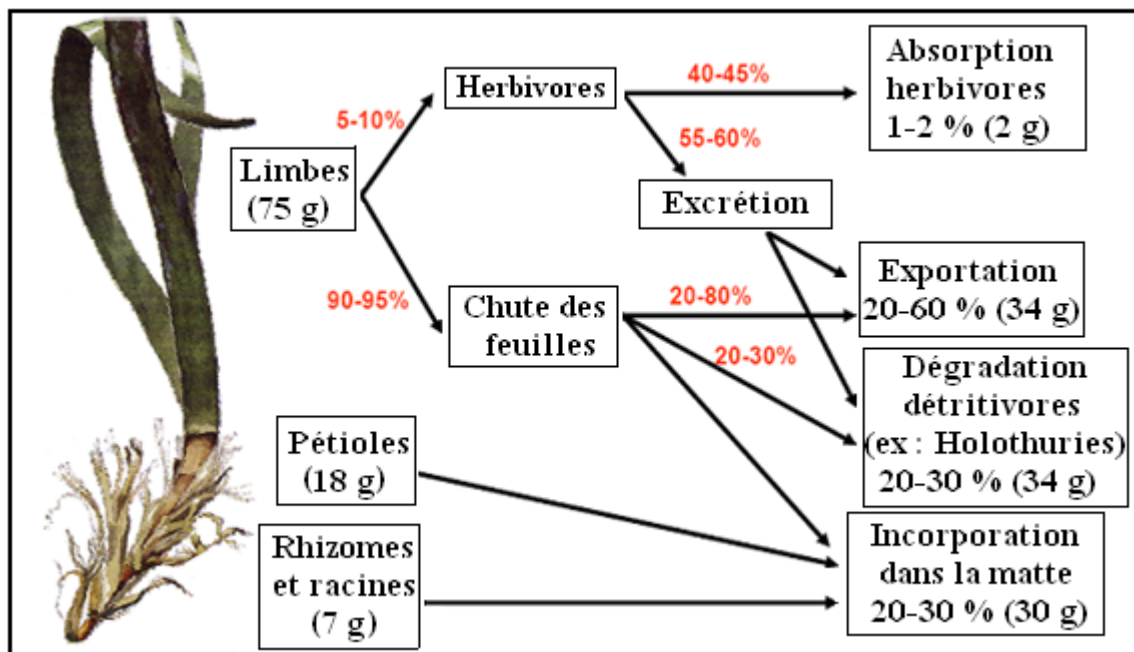 Limbes
(75 g)
5-10%
90-95%
Herbivores
40-45%
55-60%
Absorption
herbivores
1-2 % (2 g)
Excrétion
Chute des
feuilles
20-80%
20-30%
Exportation
20-60 % (34 g)
Dégradation
détritivores
(ex : Holothuries)
20-30 % (34 g)
Pétioles
(18 g)
Rhizomes
et racines
(7 g)
Incorporation
dans la matte
20-30 % (30 g)